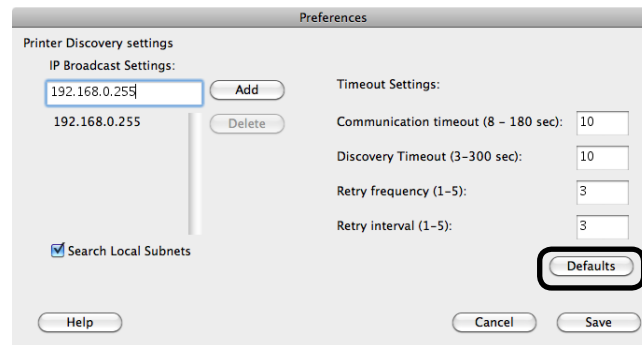 Preferences
Printer Discovery settings
IP Broadcast Settings:
192.168.0.255
Add
192.168.0.255
Delete
Search Local Subnets
Timeout Settings:
Communication timeout (8 - 180 sec):
10
Discovery Timeout (3-300 sec):
10
Retry frequency (1-5):
3
Retry interval (1-5):
3
Defaults
Help
Cancel
Save